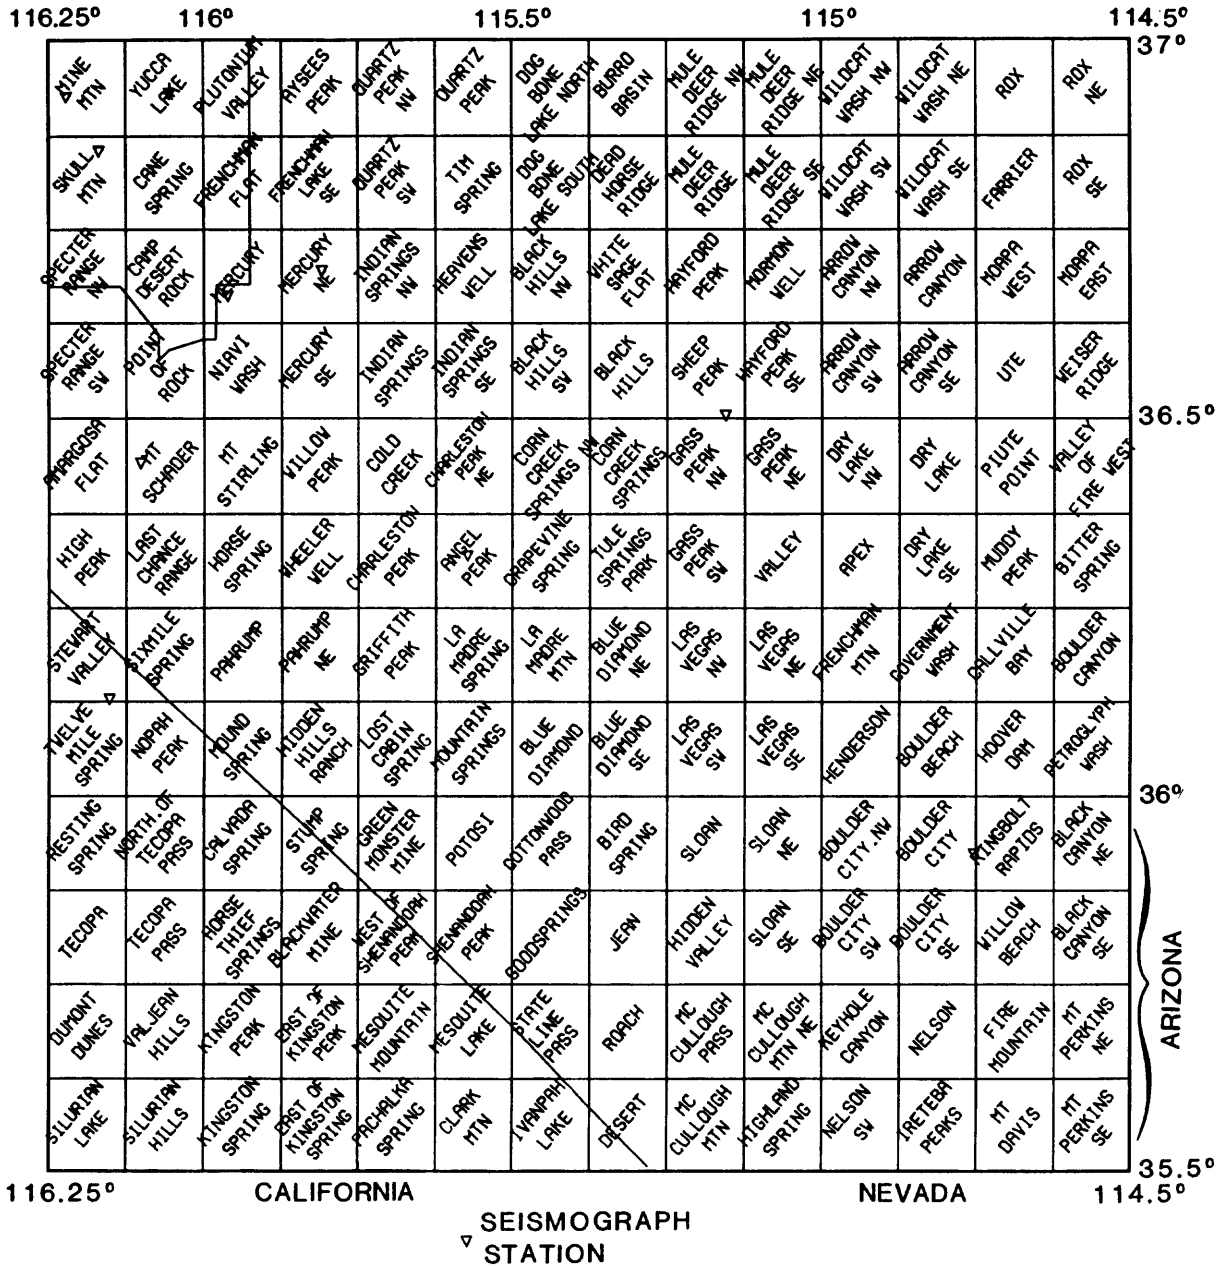 116.25° 116° 115.5° 115° 114.5°
37°
MINE
MTN
YUCCA
LAKE
PLUTONIUM
VALLEY
AYSEES
PEAK
QUARTZ
PEAK
NW
QUARTZ
PEAK
DOG
BONE
LAKE NORTH
BURRO
BASIN
MULE
DEER
RIDGE NW
MULE
DEER
RIDGE NE
WILDCAT
WASH NW
WILDCAT
WASH NE
ROX
ROX
NE
SKULL
MTN
CANE
SPRING
FRENCHMAN
FLAT
FRENCHMAN
LAKE
SE
QUARTZ
PEAK
SW
TIM
SPRING
DOG
BONE
LAKE SOUTH
DEAD
HORSE
RIDGE
MULE
DEER
RIDGE
MULE
DEER
RIDGE SE
WILDCAT
WASH SW
WILDCAT
WASH SE
FARRIER
ROX
SE
SPECTER
RANGE
NW
CAMP
DESERT
ROCK
MERCURY
MERCURY
NE
INDIAN
SPRINGS
NW
HEAVENS
WELL
BLACK
HILLS
NW
WHITE
SAGE
FLAT
HAYFORD
PEAK
MORMON
WELL
ARROW
CANYON
NW
ARROW
CANYON
MOAPA
WEST
MOAPA
EAST
SPECTER
RANGE
SW
POINT
OF
ROCK
NIAVI
WASH
MERCURY
SE
INDIAN
SPRINGS
INDIAN
SPRINGS
SE
BLACK
HILLS
SW
BLACK
HILLS
SHEEP
PEAK
HAYFORD
PEAK
SE
ARROW
CANYON
SW
ARROW
CANYON
SE
UTE
WEISER
RIDGE
36.5°
AMARGOSA
FLAT
MT
SCHADER
MT
STIRLING
WILLOW
PEAK
COLD
CREEK
CHARLESTON
PEAK
NE
CORN
CREEK
SPRINGS NW
CORN
CREEK
SPRINGS
GASS
PEAK
NW
GASS
PEAK
NE
DRY
LAKE
NW
DRY
LAKE
PIUTE
POINT
VALLEY
OF
FIRE WEST
HIGH
PEAK
LAST
CHANCE
RANGE
HORSE
SPRING
WHEELER
WELL
CHARLESTON
PEAK
ANGEL
PEAK
GRAPEVINE
SPRING
TULE
SPRINGS
PARK
GASS
PEAK
SW
VALLEY
APEX
DRY
LAKE
SE
MUDDY
PEAK
BITTER
SPRING
STEWART
VALLEY
SIXMILE
SPRING
PAHRUMP
PAHRUMP
NE
GRIFFITH
PEAK
LA
MADRE
SPRING
LA
MADRE
MTN
BLUE
DIAMOND
NE
LAS
VEGAS
NW
LAS
VEGAS
NE
FRENCHMAN
MTN
GOVERNMENT
WASH
CALLVILLE
BAY
BOULDER
CANYON
TWELVE
MILE
SPRING
NOPAH
PEAK
MOUND
SPRING
HIDDEN
HILLS
RANCH
LOST
CABIN
SPRING
MOUNTAIN
SPRINGS
BLUE
DIAMOND
BLUE
DIAMOND
SE
LAS
VEGAS
SW
LAS
VEGAS
SE
HENDERSON
BOULDER
BEACH
HOOVER
DAM
PETROGLYPH
WASH
36°
RESTING
SPRING
NORTH.OF
TECOPA
PASS
CALVADA
SPRING
STUMP
SPRING
GREEN
MONSTER
MINE
POTOSI
COTTONWOOD
PASS
BIRD
SPRING
SLOAN
SLOAN
NE
BOULDER
CITY.NW
BOULDER
CITY
RINGBOLT
RAPIDS
BLACK
CANYON
NE
TECOPA
TECOPA
PASS
HORSE
THIEF
SPRINGS
BLACKWATER
MINE
WEST OF
SHENANDOAH
PEAK
SHENANDOAH
PEAK
GOODSPRINGS
JEAN
HIDDEN
VALLEY
SLOAN
SE
BOULDER
CITY
SW
BOULDER
CITY
SE
WILLOW
BEACH
BLACK
CANYON
SE
ARIZONA
DUMONT
DUNES
VALJEAN
HILLS
KINGSTON
PEAK
EAST OF
KINGSTON
PEAK
MESQUITE
MOUNTAIN
MESQUITE
LAKE
STATE
LINE
PASS
ROACH
MC
CULLOUGH
PASS
MC
CULLOUGH
MTN NE
KEYHOLE
CANYON
NELSON
FIRE
MOUNTAIN
MT
PERKINS
NE
SILURIAN
LAKE
SILURIAN
HILLS
KINGSTON
SPRING
EAST OF
KINGSTON
SPRING
PACHALKA
SPRING
CLARK
MTN
IVANPAH
LAKE
DESERT
MC
CULLOUGH
MTN
HIGHLAND
SPRING
NELSON
SW
IRETEBA
PEAKS
MT
DAVIS
MT
PERKINS
SE
35.5°
116.25° CALIFORNIA NEVADA 114.5°
SEISMOGRAPH
STATION